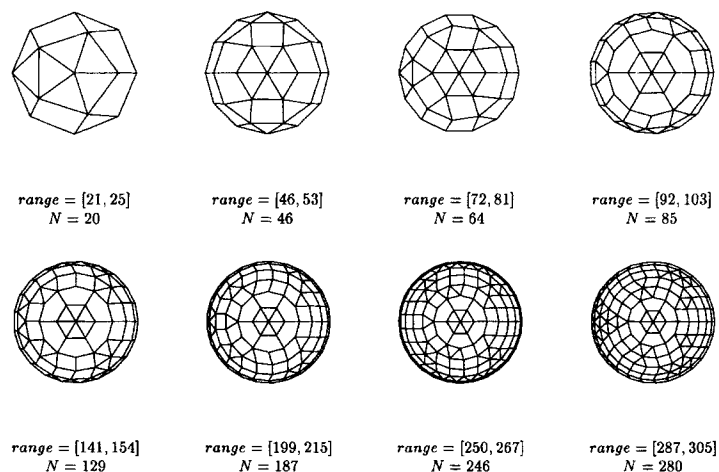 range = [21, 25]
N = 20
range = [46, 53]
N = 46
range = [72, 81]
N = 64
range = [92, 103]
N = 85
range = [141, 154]
N = 129
range = [199, 215]
N = 187
range = [250, 267]
N = 246
range = [287, 305]
N = 280